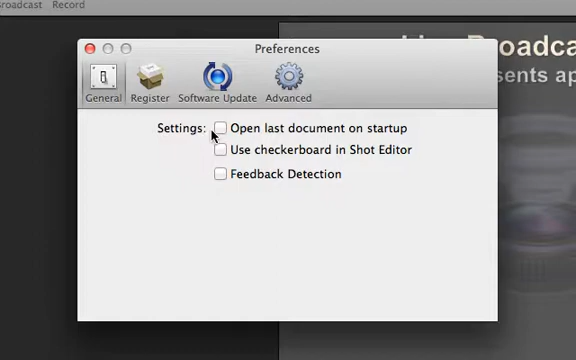 Broadcast Record
Preferences
General Register Software Update Advanced
Settings: Open last document on startup
Use checkerboard in Shot Editor
Feedback Detection